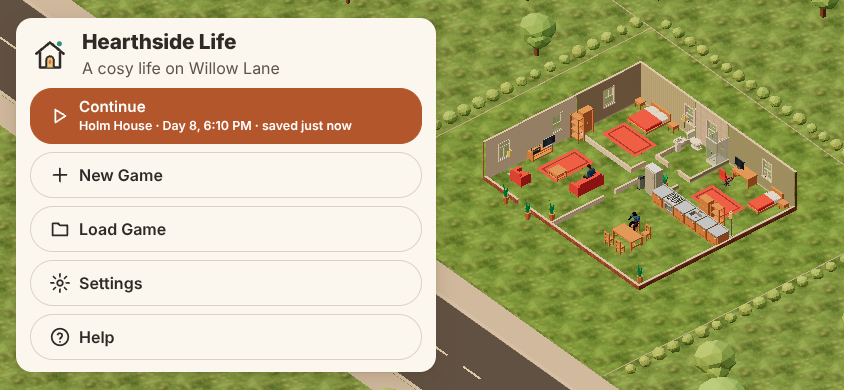 Hearthside Life
A cosy life on Willow Lane
Continue
Holm House · Day 8, 6:10 PM · saved just now
New Game
Load Game
Settings
Help